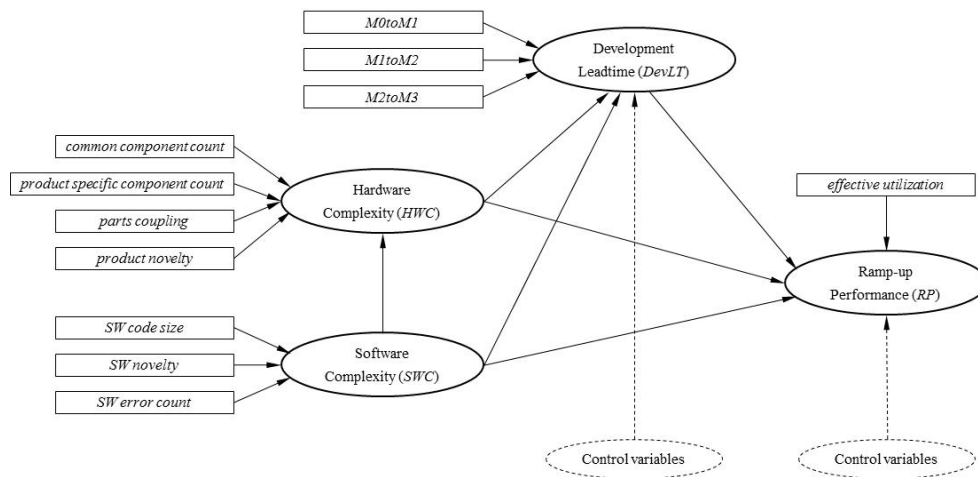 M0toM1
M1toM2
M2toM3
Development
Leadtime (DevLT)
common component count
product specific component count
parts coupling
product novelty
Hardware
Complexity (HWC)
effective utilization
Ramp-up
Performance (RP)
SW code size
SW novelty
SW error count
Software
Complexity (SWC)
Control variables
Control variables